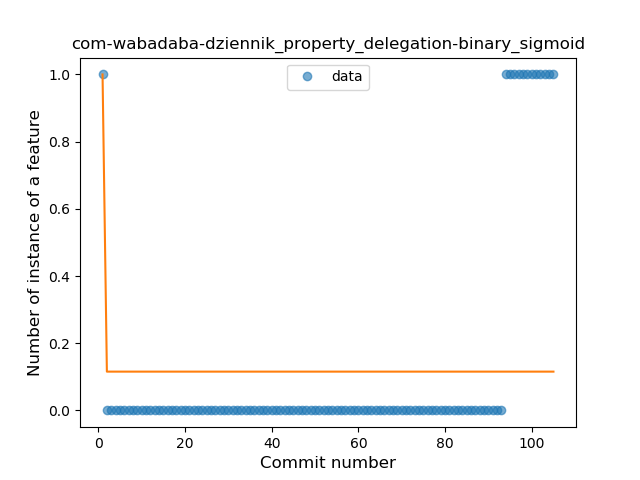 com-wabadaba-dziennik_property_delegation-binary_sigmoid
data
Number of instance of a feature
1.0
0.8
0.6
0.4
0.2
0.0
0 20 40 60 80 100
Commit number